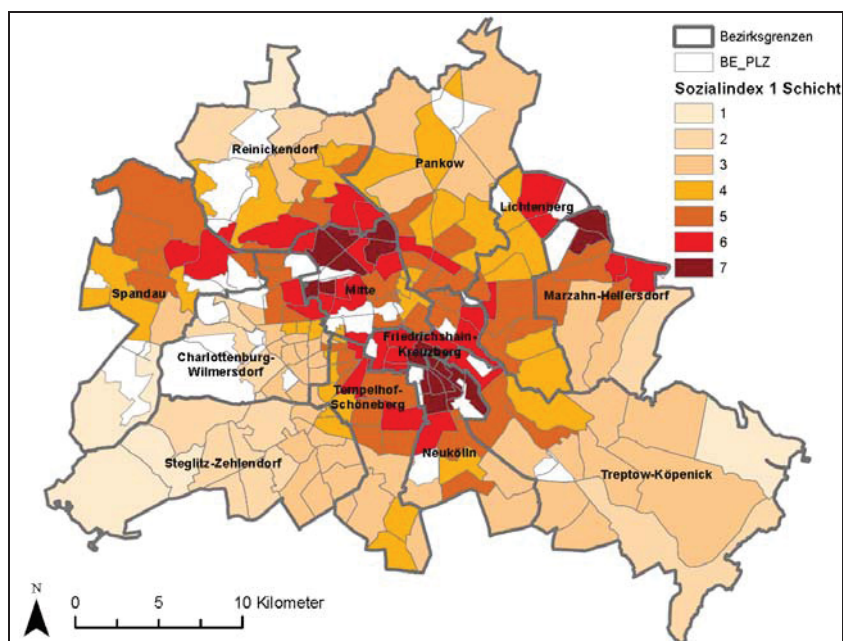 Bezirksgrenzen
BE_PLZ
Sozialindex 1 Schicht
1
2
3
4
5
6
7
Reinickendorf
Pankow
Lichtenberg
Spandau
Mitte
Marzahn-Hellersdorf
Friedrichshain-
Kreuzberg
Charlottenburg-
Wilmersdorf
Tempelhof-
Schöneberg
Neukölln
Steglitz-Zehlendorf
Treptow-Köpenick
N
0 5 10 Kilometer